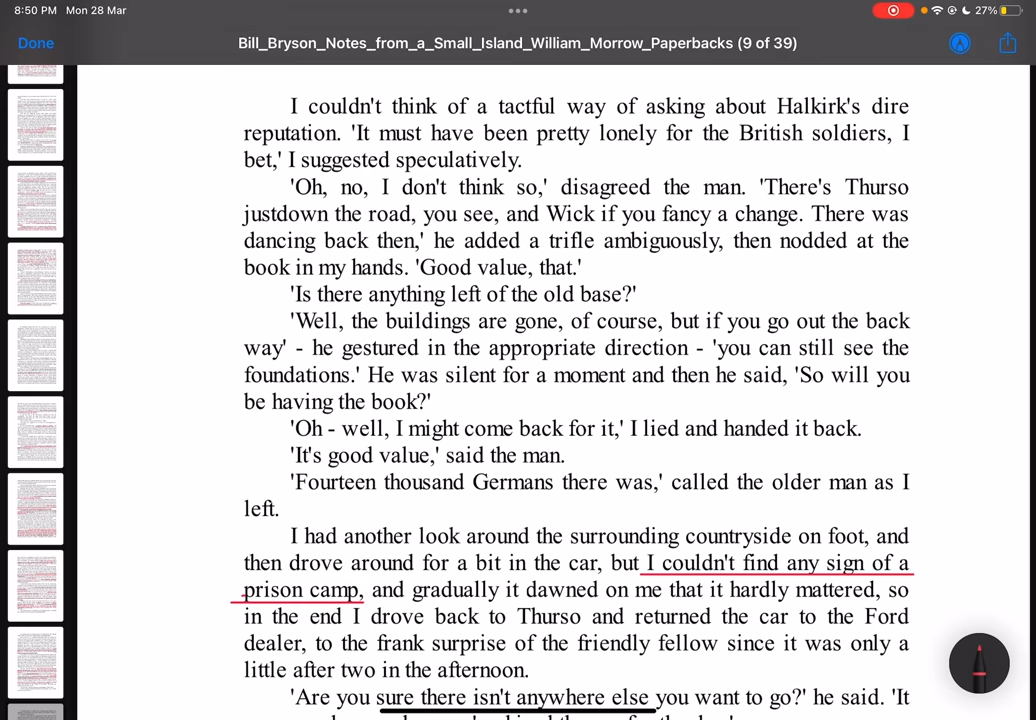 8:50 PM Mon 28 Mar
27%
Done
Bill_Bryson_Notes_from_a_Small_Island_William_Morrow_Paperbacks (9 of 39)
I couldn't think of a tactful way of asking about Halkirk's dire
reputation. 'It must have been pretty lonely for the British soldiers, I
bet,' I suggested speculatively.
'Oh, no, I don't think so,' disagreed the man. 'There's Thurso
justdown the road, you see, and Wick if you fancy a change. There was
dancing back then,' he added a trifle ambiguously, then nodded at the
book in my hands. 'Good value, that.'
'Is there anything left of the old base?'
'Well, the buildings are gone, of course, but if you go out the back
way' - he gestured in the appropriate direction - 'you can still see the
foundations.' He was silent for a moment and then he said, 'So will you
be having the book?'
'Oh - well, I might come back for it,' I lied and handed it back.
'It's good value,' said the man.
'Fourteen thousand Germans there was,' called the older man as I
left.
I had another look around the surrounding countryside on foot, and
then drove around for a bit in the car, but I couldn't find any sign of a
prison camp, and gradually it dawned on me that it hardly mattered, so
in the end I drove back to Thurso and returned the car to the Ford
dealer, to the frank surprise of the friendly fellow since it was only a
little after two in the afternoon.
'Are you sure there isn't anywhere else you want to go?' he said. 'It